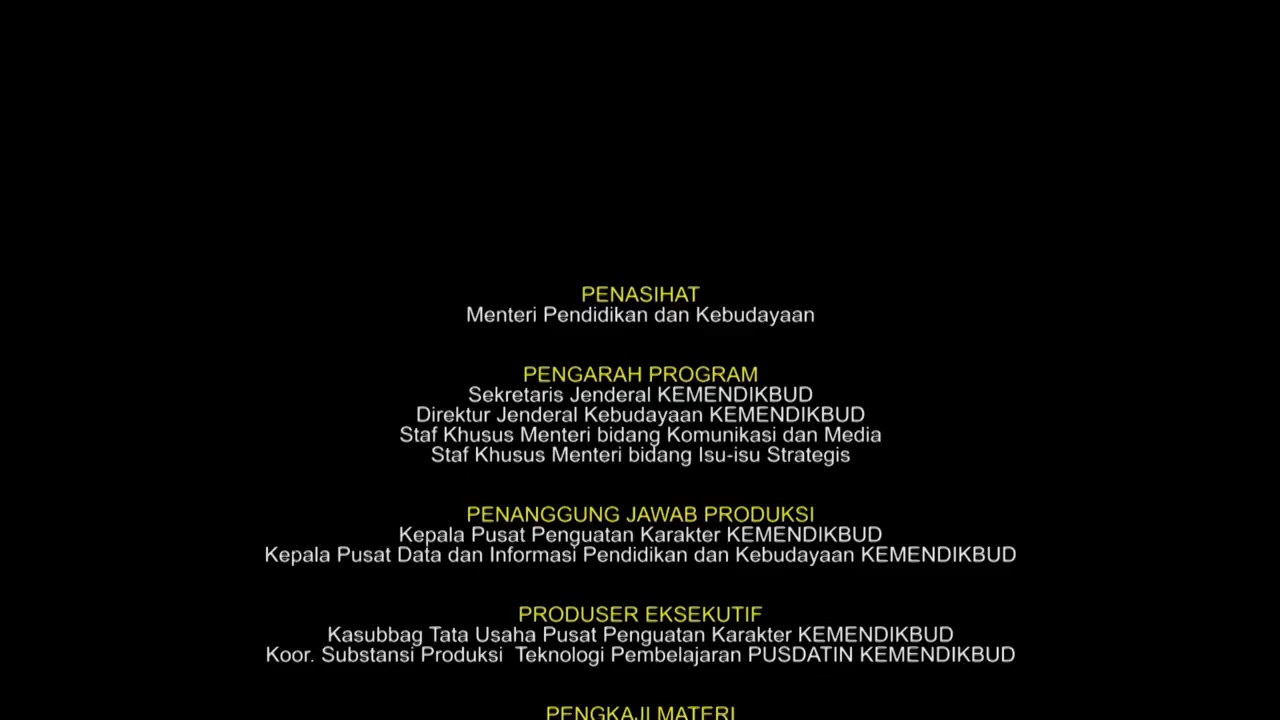 PENASIHAT
Menteri Pendidikan dan Kebudayaan
PENGARAH PROGRAM
Sekretaris Jenderal KEMENDIKBUD
Direktur Jenderal Kebudayaan KEMENDIKBUD
Staf Khusus Menteri bidang Komunikasi dan Media
Staf Khusus Menteri bidang Isu-isu Strategis
PENANGGUNG JAWAB PRODUKSI
Kepala Pusat Penguatan Karakter KEMENDIKBUD
Kepala Pusat Data dan Informasi Pendidikan dan Kebudayaan KEMENDIKBUD
PRODUSER EKSEKUTIF
Kasubbag Tata Usaha Pusat Penguatan Karakter KEMENDIKBUD
Koor. Substansi Produksi  Teknologi Pembelajaran PUSDATIN KEMENDIKBUD
PENGKAJI MATERI